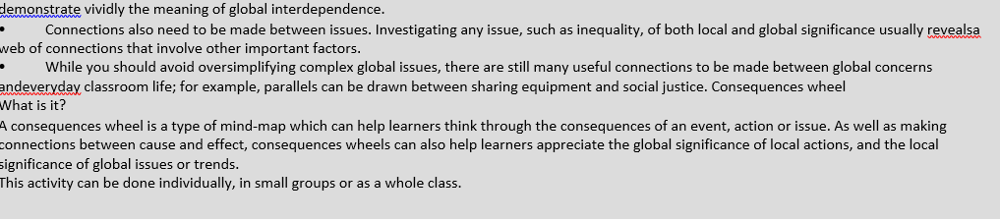 demonstrate vividly the meaning of global interdependence.
• Connections also need to be made between issues. Investigating any issue, such as inequality, of both local and global significance usually revealsa
web of connections that involve other important factors.
• While you should avoid oversimplifying complex global issues, there are still many useful connections to be made between global concerns
andeveryday classroom life; for example, parallels can be drawn between sharing equipment and social justice. Consequences wheel
What is it?
A consequences wheel is a type of mind-map which can help learners think through the consequences of an event, action or issue. As well as making
connections between cause and effect, consequences wheels can also help learners appreciate the global significance of local actions, and the local
significance of global issues or trends.
This activity can be done individually, in small groups or as a whole class.